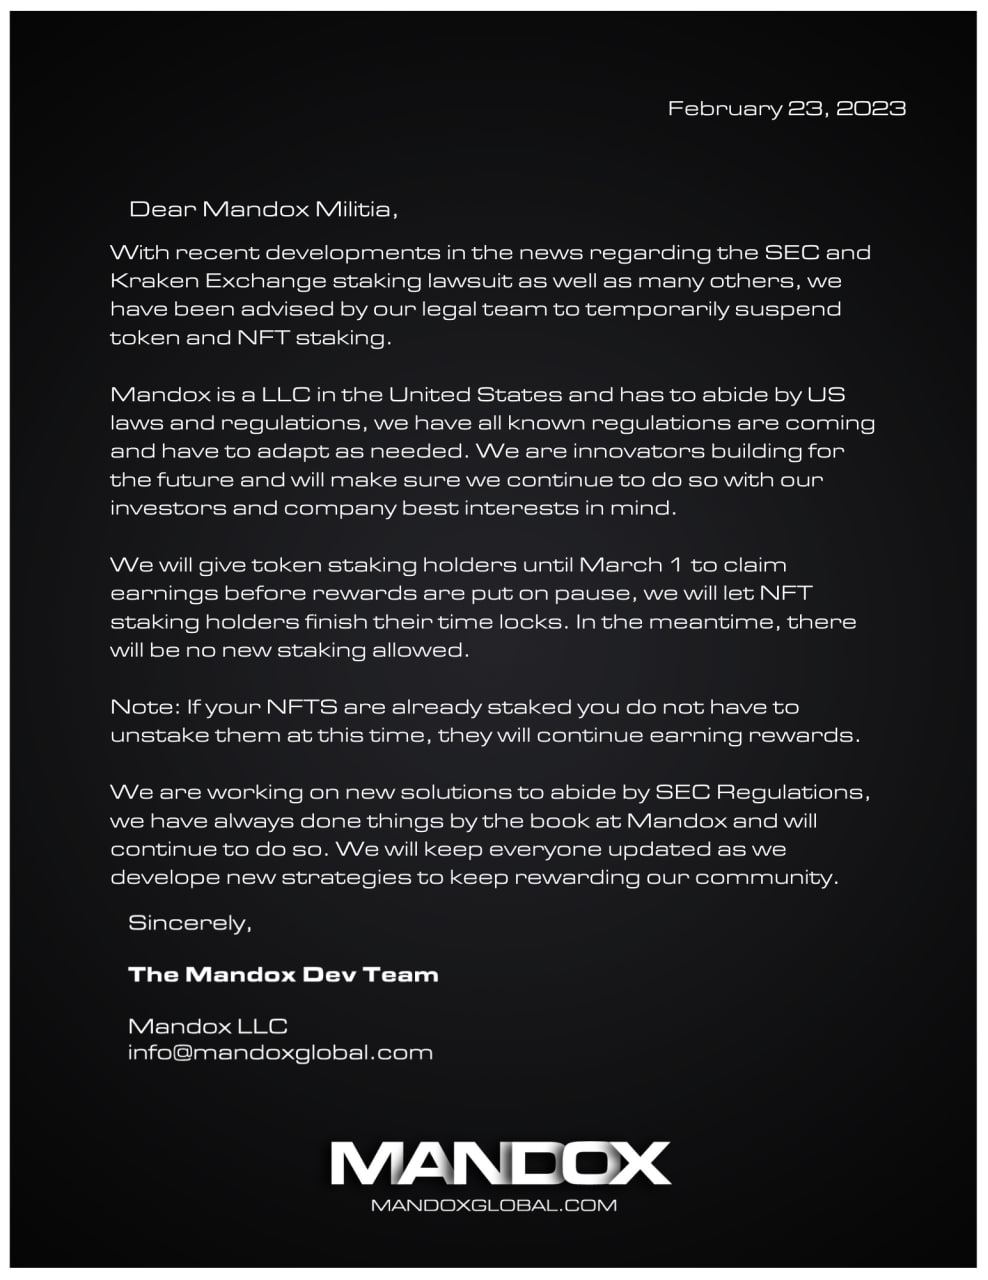 February 23, 2023
Dear Mandox Militia,
With recent developments in the news regarding the SEC and
Kraken Exchange staking lawsuit as well as many others, we
have been advised by our legal team to temporarily suspend
token and NFT staking.
Mandox is a LLC in the United States and has to abide by US
laws and regulations, we have all known regulations are coming
and have to adapt as needed. We are innovators building for
the future and will make sure we continue to do so with our
investors and company best interests in mind.
We will give token staking holders until March 1 to claim
earnings before rewards are put on pause, we will let NFT
staking holders finish their time locks. In the meantime, there
will be no new staking allowed.
Note: If your NFTS are already staked you do not have to
unstake them at this time, they will continue earning rewards.
We are working on new solutions to abide by SEC Regulations,
we have always done things by the book at Mandox and will
continue to do so. We will keep everyone updated as we
develope new strategies to keep rewarding our community.
Sincerely,
The Mandox Dev Team
Mandox LLC
info@mandoxglobal.com
MANDOX
MANDOXGLOBAL.COM